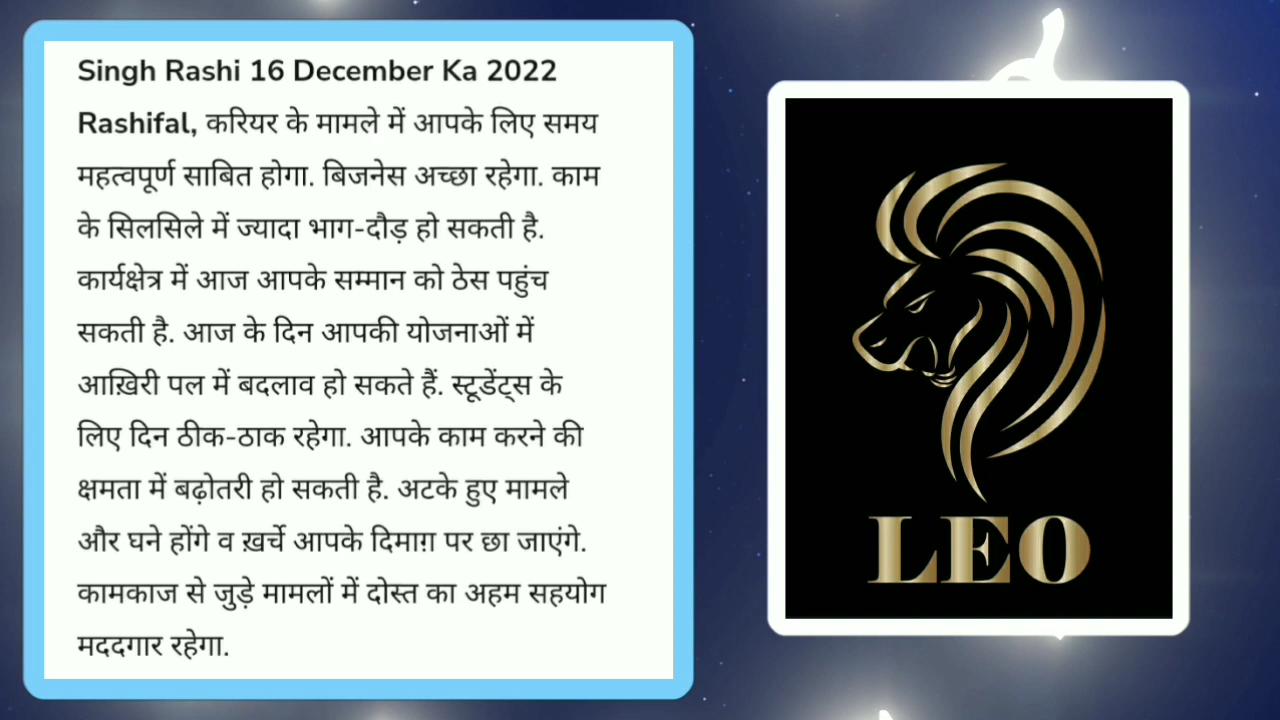 Singh Rashi 16 December Ka 2022
Rashifal, करियर के मामले में आपके लिए समय
महत्वपूर्ण साबित होगा. बिजनेस अच्छा रहेगा. काम
के सिलसिले में ज्यादा भाग-दौड़ हो सकती है.
कार्यक्षेत्र में आज आपके सम्मान को ठेस पहुंच
सकती है. आज के दिन आपकी योजनाओं में
आख़िरी पल में बदलाव हो सकते हैं. स्टूडेंट्स के
लिए दिन ठीक-ठाक रहेगा. आपके काम करने की
क्षमता में बढ़ोतरी हो सकती है. अटके हुए मामले
और घने होंगे व ख़र्चे आपके दिमाग़ पर छा जाएंगे.
कामकाज से जुड़े मामलों में दोस्त का अहम सहयोग
मददगार रहेगा.
LEO